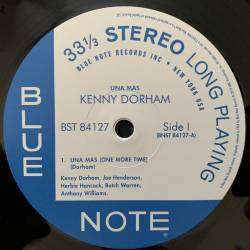 33⅓ STEREO LONG PLAYING
BLUE NOTE RECORDS INC • NEW YORK USA
UNA MAS
KENNY DORHAM
BST 84127 Side 1
(BNST 84127-A)
1. UNA MAS (ONE MORE TIME)
(Dorham)
Kenny Dorham, Joe Henderson,
Herbie Hancock, Butch Warren,
Anthony Williams.
BLUE
NOTE